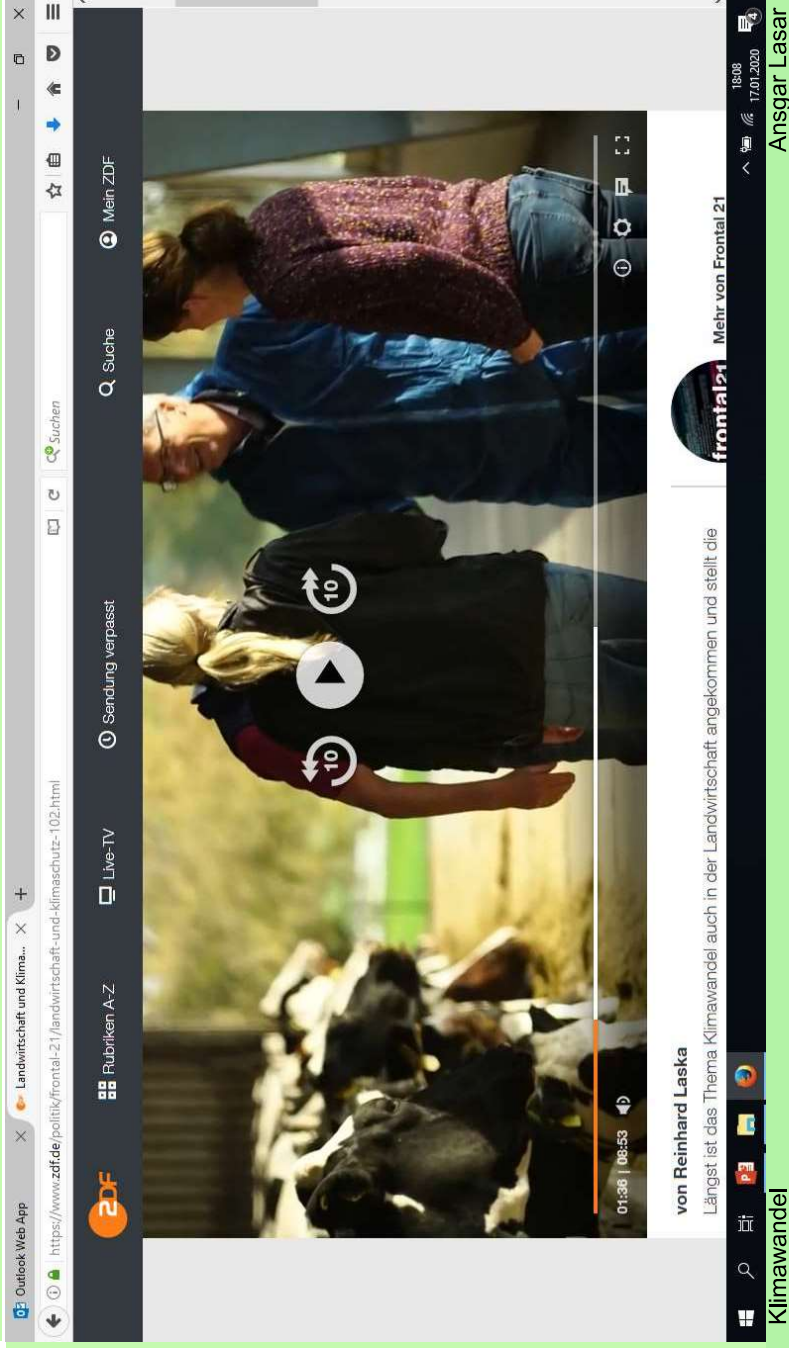 Outlook Web App
Landwirtschaft und Klima...
https://www.zdf.de/politik/frontal-21/landwirtschaft-und-klimaschutz-102.html
Suchen
ZDF
Rubriken A-Z
Live-TV
Sendung verpasst
Suche
Mein ZDF
10
10
01:36 | 08:53
von Reinhard Laska
Längst ist das Thema Klimawandel auch in der Landwirtschaft angekommen und stellt die
frontal21
Mehr von Frontal 21
18:08
17.01.2020
4
Klimawandel
Ansgar Lasar